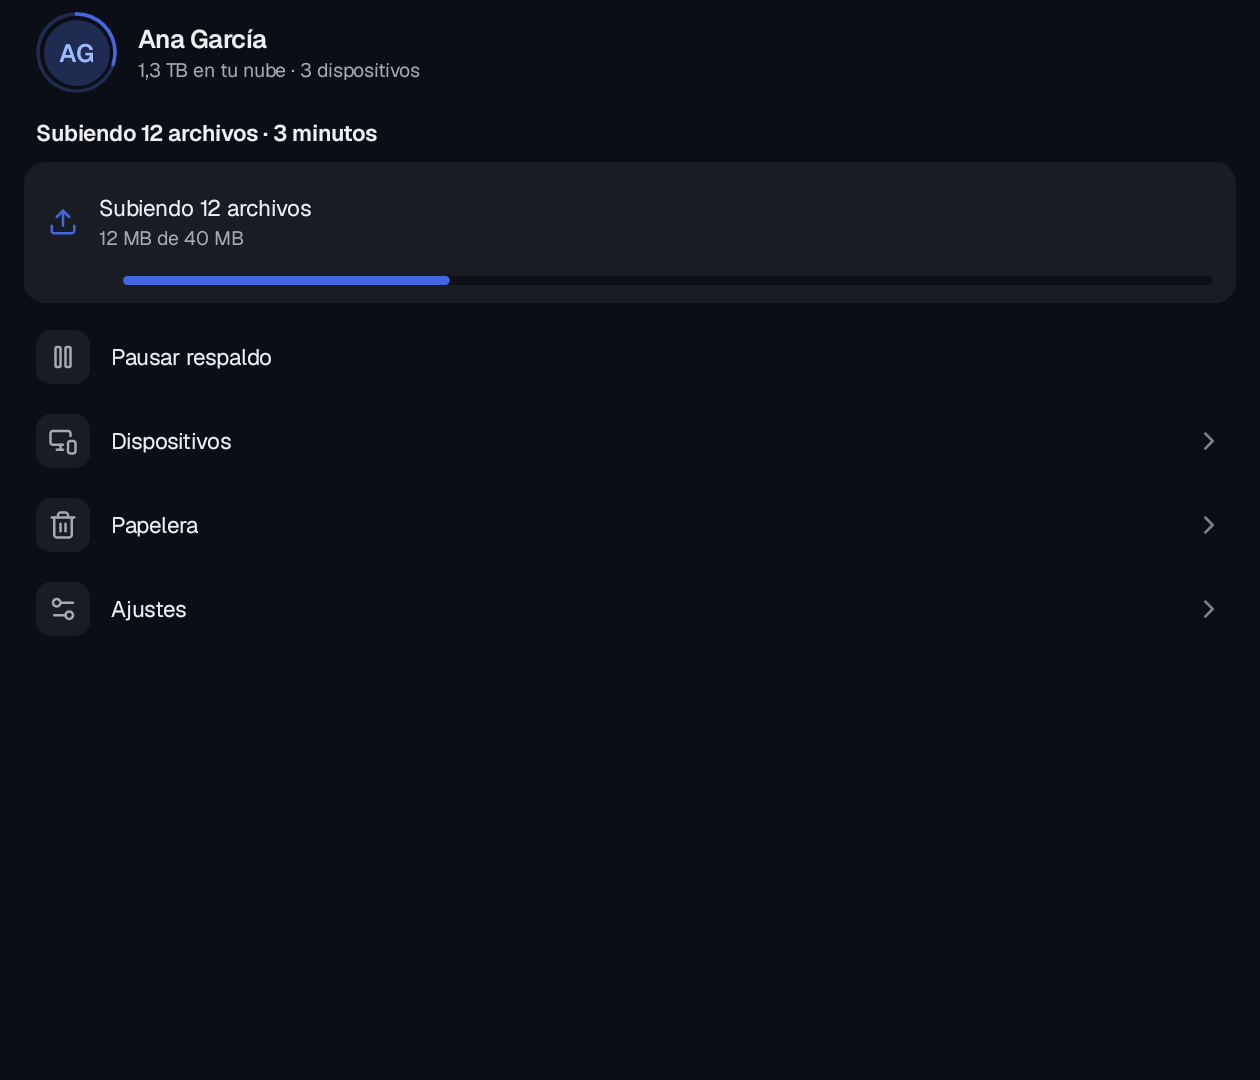 AG
Ana García
1,3 TB en tu nube · 3 dispositivos
Subiendo 12 archivos · 3 minutos
Subiendo 12 archivos
12 MB de 40 MB
Pausar respaldo
Dispositivos
Papelera
Ajustes